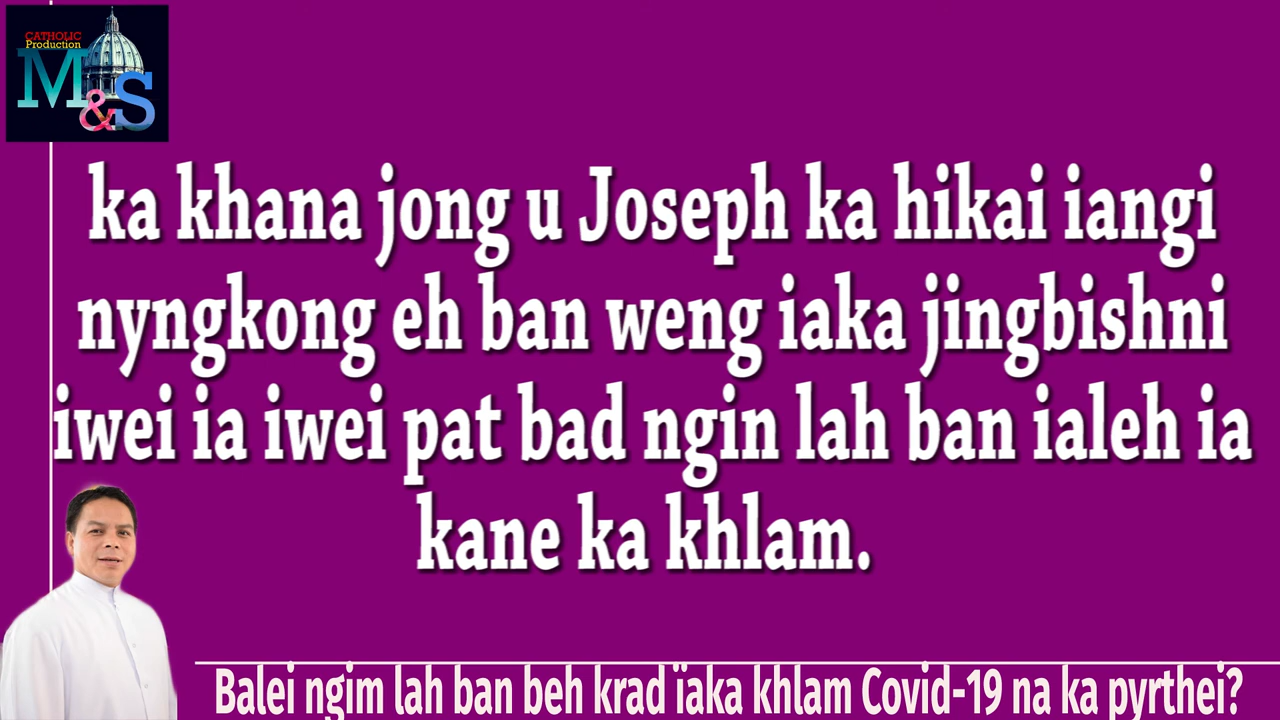 CATHOLIC
Production
M&S
ka khana jong u Joseph ka hikai iangi
nyngkong eh ban weng iaka jingbishni
iwei ia iwei pat bad ngin lah ban ialeh ia
kane ka khlam.
Balei ngim lah ban beh krad ïaka khlam Covid-19 na ka pyrthei?